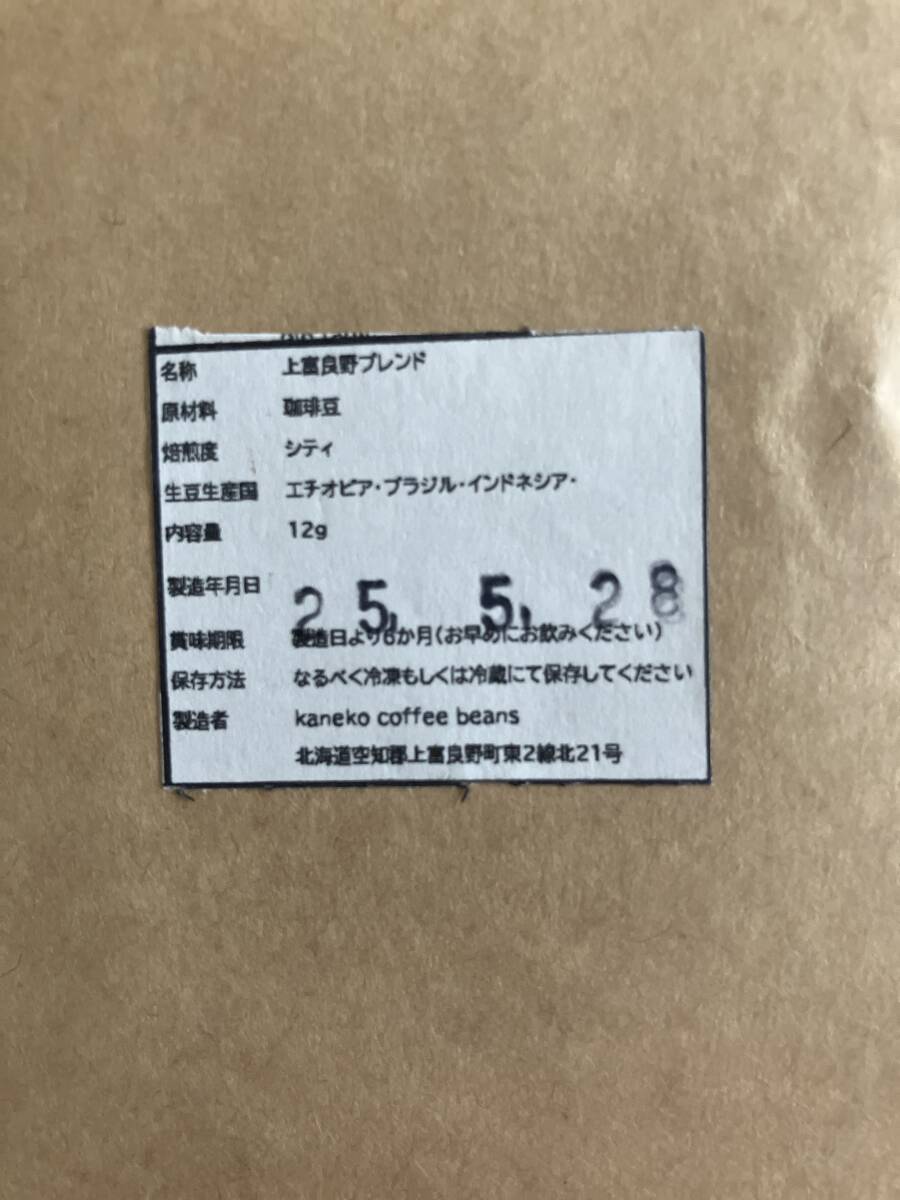 名称 上富良野ブレンド
原材料 珈琲豆
焙煎度 シティ
生豆生産国 エチオピア・ブラジル・インドネシア・
内容量 12g
製造年月日 25, 5, 28
賞味期限 製造日より6か月(お早めにお飲みください)
保存方法 なるべく冷凍もしくは冷蔵にて保存してください
製造者 kaneko coffee beans
北海道空知郡上富良野町東2線北21号